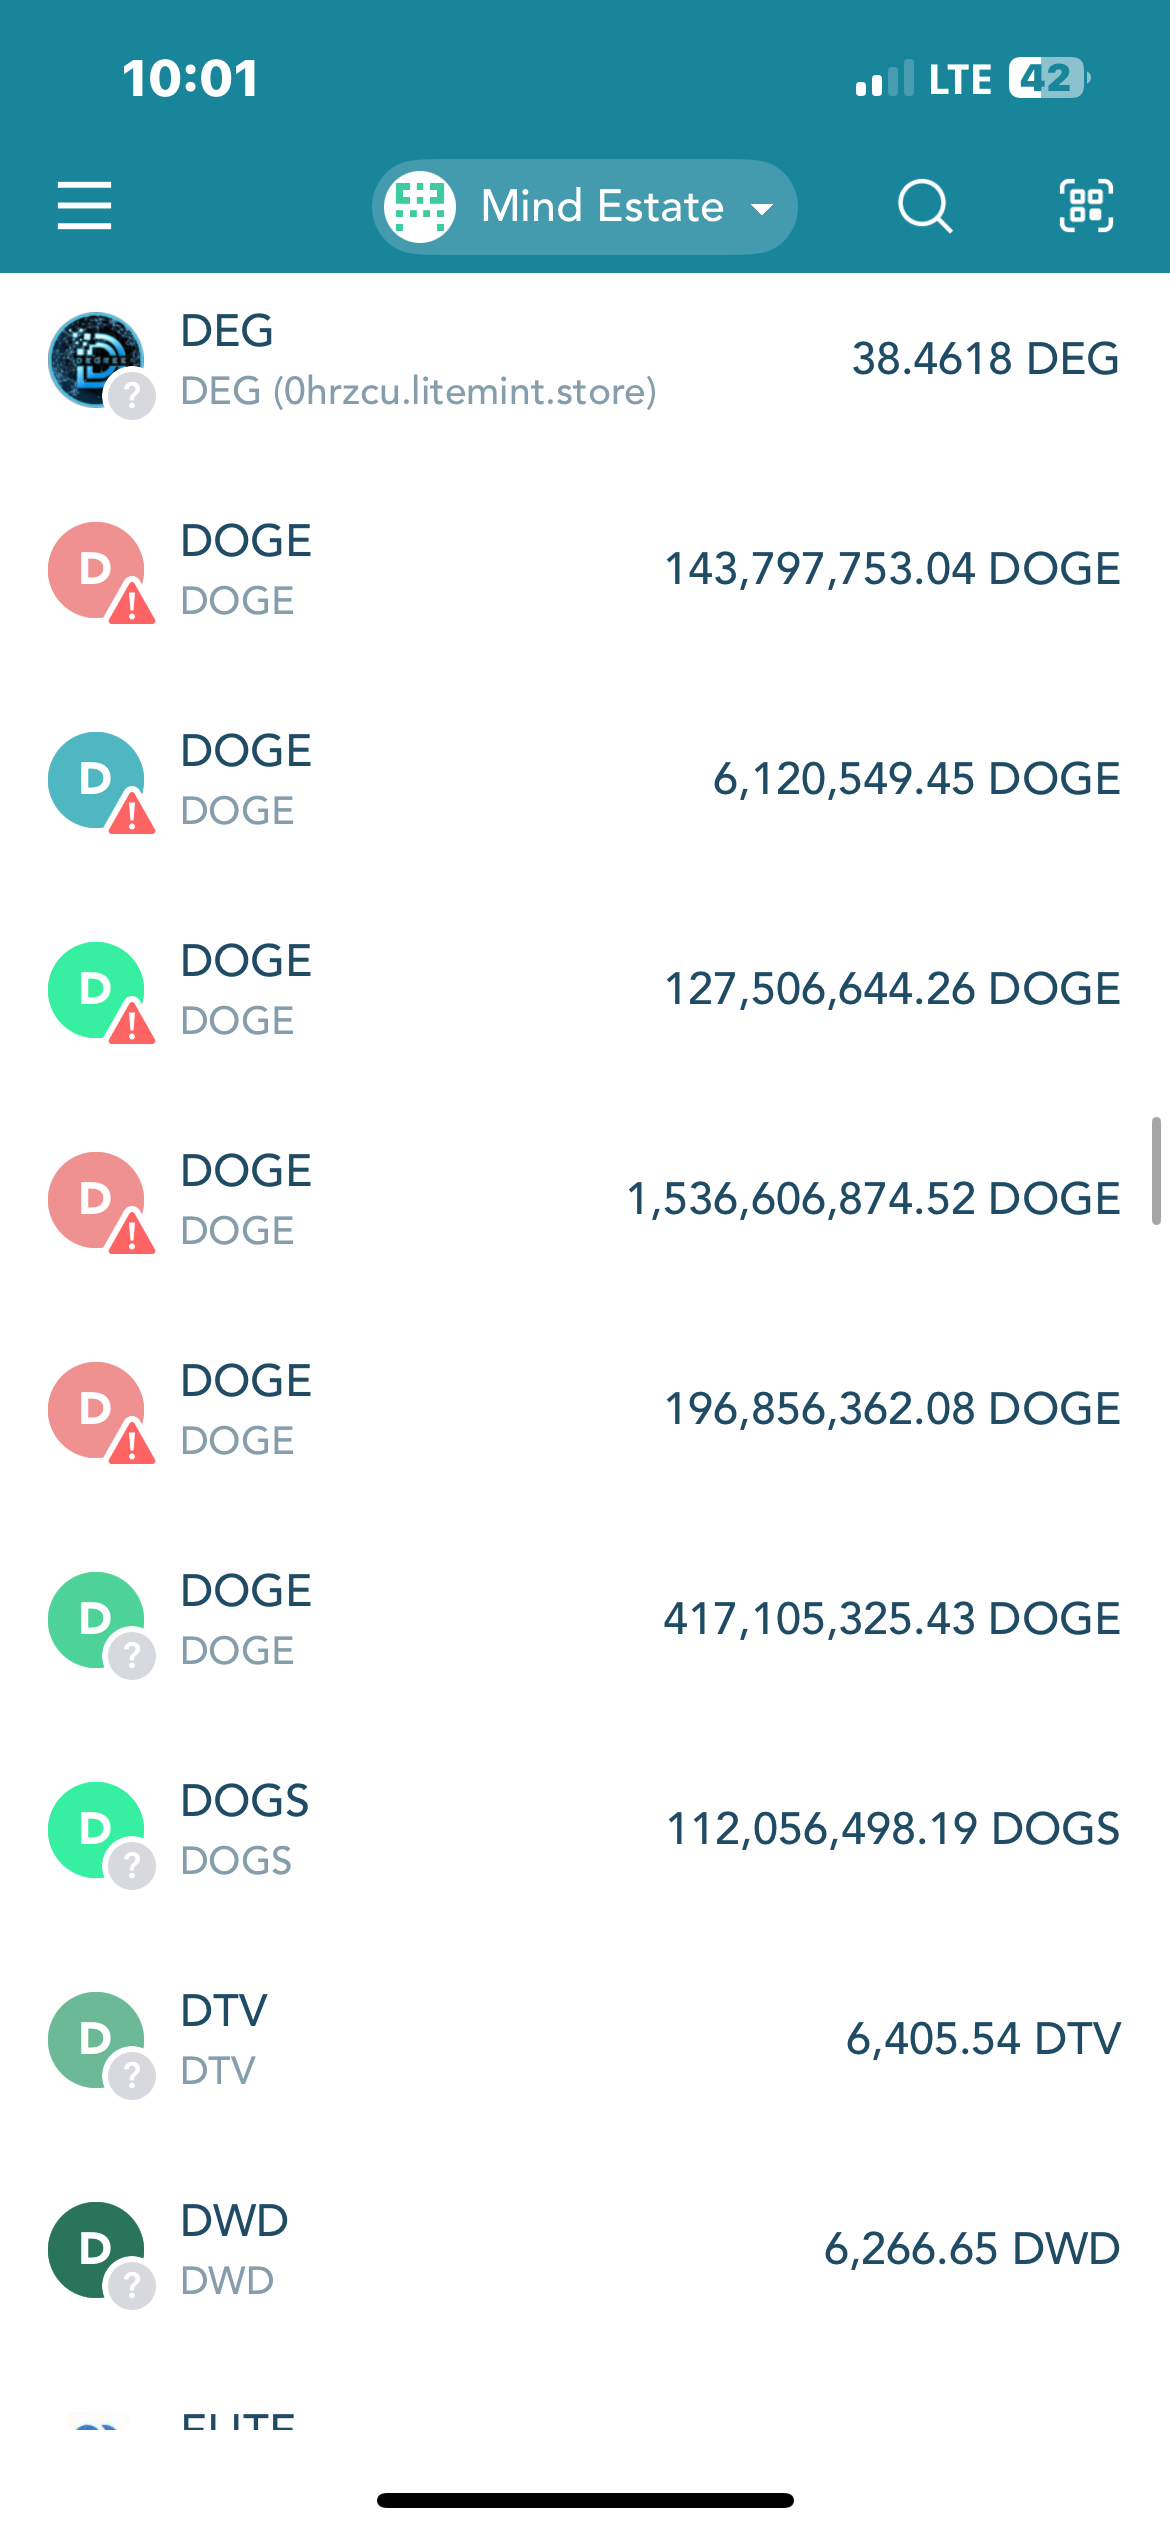 10:01
LTE 42
Mind Estate
DEG
DEG (0hrzcu.litemint.store)
38.4618 DEG
D
DOGE
DOGE
143,797,753.04 DOGE
D
DOGE
DOGE
6,120,549.45 DOGE
D
DOGE
DOGE
127,506,644.26 DOGE
D
DOGE
DOGE
1,536,606,874.52 DOGE
D
DOGE
DOGE
196,856,362.08 DOGE
D
DOGE
DOGE
417,105,325.43 DOGE
D
DOGS
DOGS
112,056,498.19 DOGS
D
DTV
DTV
6,405.54 DTV
D
DWD
DWD
6,266.65 DWD
ELITE